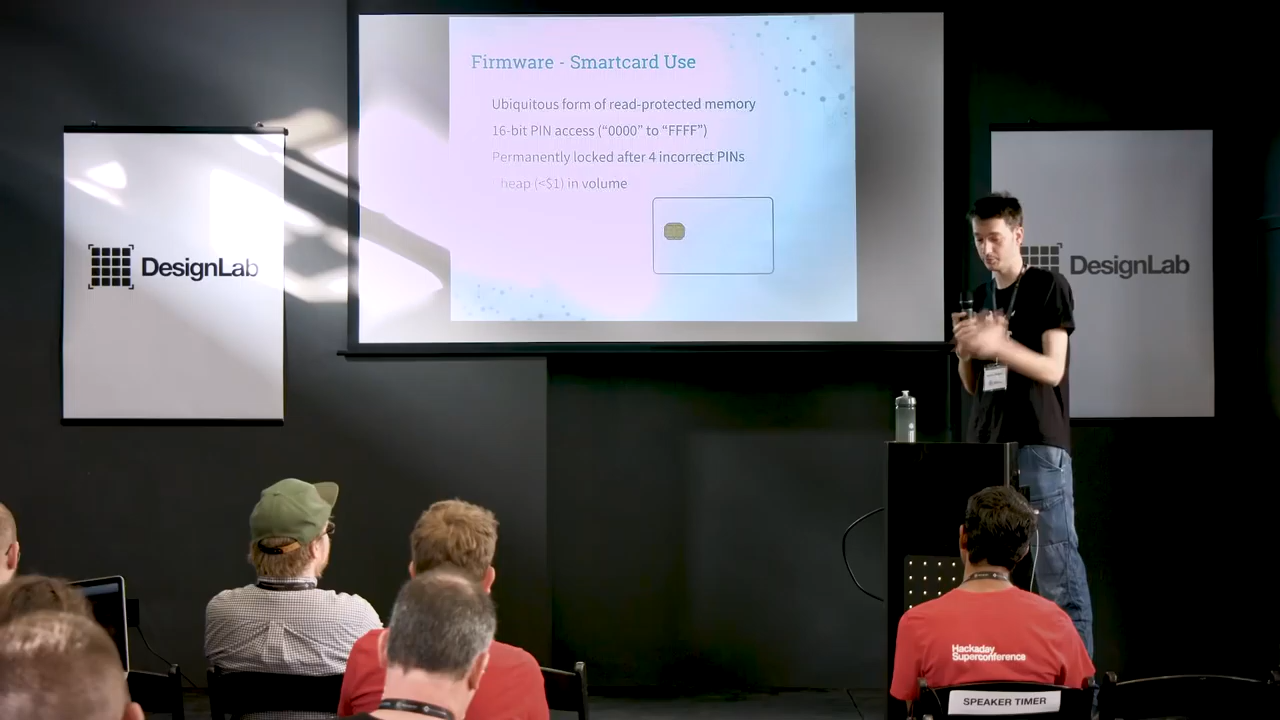 Firmware - Smartcard Use
Ubiquitous form of read-protected memory
16-bit PIN access (“0000” to “FFFF”)
Permanently locked after 4 incorrect PINs
heap (<$1) in volume
DesignLab
DesignLab
Hackaday
Superconference
SPEAKER TIMER